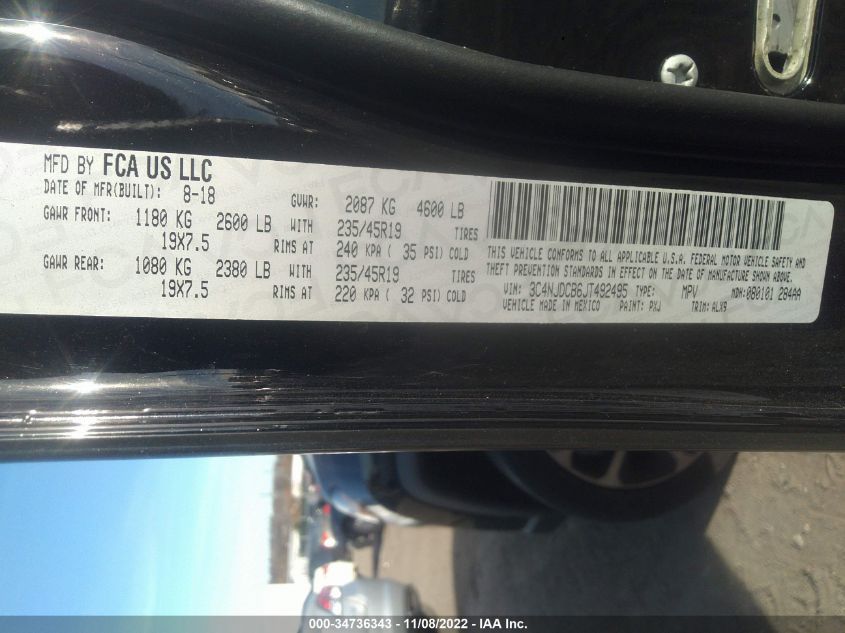 MFD BY FCA US LLC
DATE OF MFR(BUILT): 8-18 GVWR: 2087 KG 4600 LB
GAWR FRONT: 1180 KG 2600 LB WITH 235/45R19 TIRES
19X7.5 RIMS AT 240 KPA ( 35 PSI) COLD
GAWR REAR: 1080 KG 2380 LB WITH 235/45R19 TIRES
19X7.5 RIMS AT 220 KPA ( 32 PSI) COLD
THIS VEHICLE CONFORMS TO ALL APPLICABLE U.S.A. FEDERAL MOTOR VEHICLE SAFETY AND
THEFT PREVENTION STANDARDS IN EFFECT ON THE DATE OF MANUFACTURE SHOWN ABOVE.
VIN: 3C4NJDCB6JT492495 TYPE: MPV MDH:080101 284AA
VEHICLE MADE IN MEXICO PAINT: PXJ TRIM: ALX9
000-34736343 - 11/08/2022 - IAA Inc.